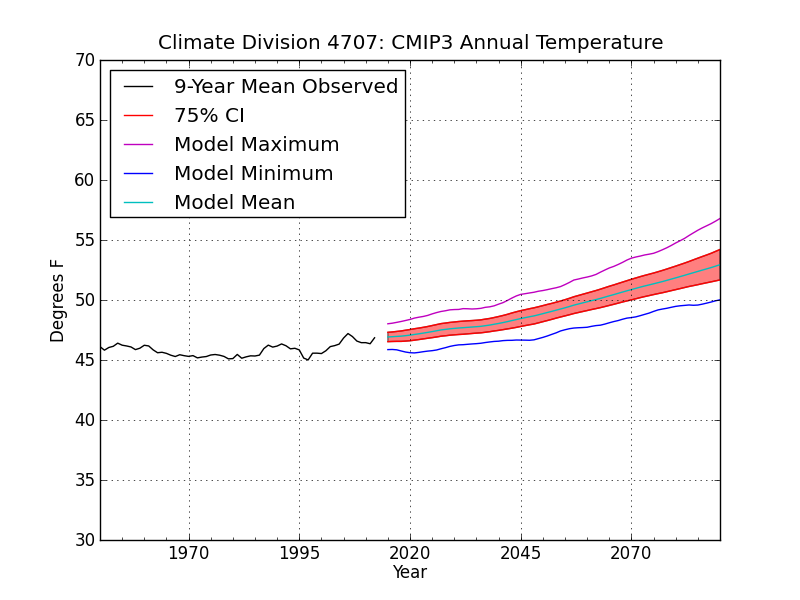 Climate Division 4707: CMIP3 Annual Temperature
70
65
60
55
50
45
40
35
30
Degrees F
9-Year Mean Observed
75% CI
Model Maximum
Model Minimum
Model Mean
1970 1995 2020 2045 2070
Year